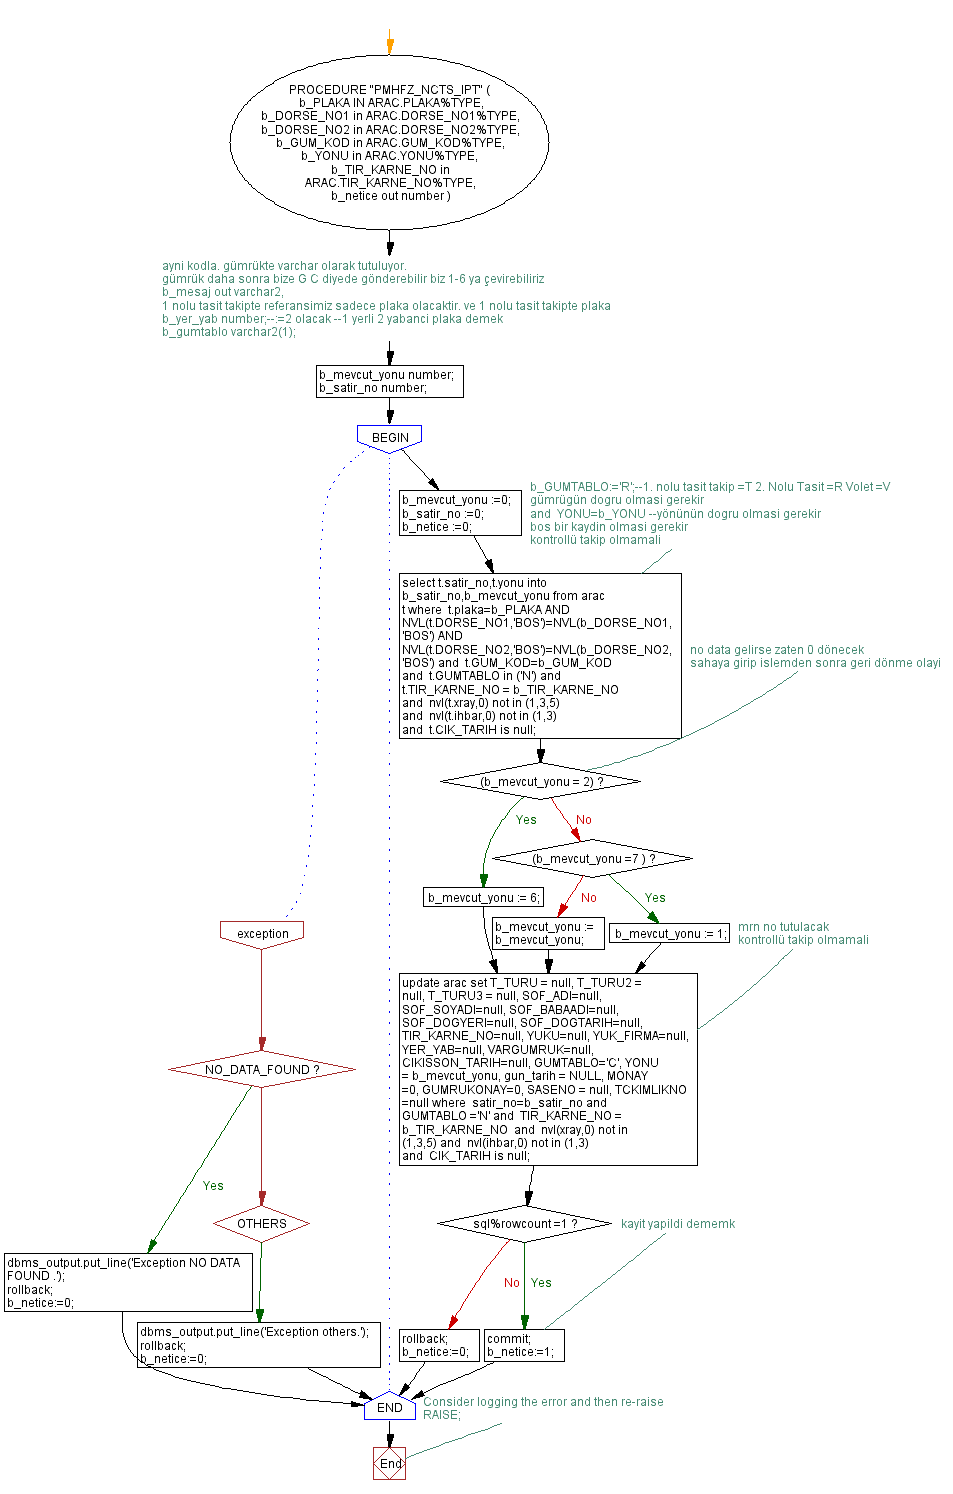 PROCEDURE "PMHFZ_NCTS_IPT" (
b_PLAKA IN ARAC.PLAKA%TYPE,
b_DORSE_NO1 in ARAC.DORSE_NO1%TYPE,
b_DORSE_NO2 in ARAC.DORSE_NO2%TYPE,
b_GUM_KOD in ARAC.GUM_KOD%TYPE,
b_YONU in ARAC.YONU%TYPE,
b_TIR_KARNE_NO in
ARAC.TIR_KARNE_NO%TYPE,
b_netice out number )
ayni kodla. gümrükte varchar olarak tutuluyor.
gümrük daha sonra bize G C diyede gönderebilir biz 1-6 ya çevirebiliriz
b_mesaj out varchar2,
1 nolu tasit takipte referansimiz sadece plaka olacaktir. ve 1 nolu tasit takipte plaka
b_yer_yab number;--:=2 olacak --1 yerli 2 yabanci plaka demek
b_gumtablo varchar2(1);
b_mevcut_yonu number;
b_satir_no number;
BEGIN
b_mevcut_yonu :=0;
b_satir_no :=0;
b_netice :=0;
b_GUMTABLO:='R';--1. nolu tasit takip =T 2. Nolu Tasit =R Volet =V
gümrügün dogru olmasi gerekir
and  YONU=b_YONU --yönünün dogru olmasi gerekir
bos bir kaydin olmasi gerekir
kontrollü takip olmamali
select t.satir_no,t.yonu into
b_satir_no,b_mevcut_yonu from arac
t where  t.plaka=b_PLAKA AND
NVL(t.DORSE_NO1,'BOS')=NVL(b_DORSE_NO1,
'BOS') AND
NVL(t.DORSE_NO2,'BOS')=NVL(b_DORSE_NO2,
'BOS') and  t.GUM_KOD=b_GUM_KOD
and  t.GUMTABLO in ('N') and
t.TIR_KARNE_NO = b_TIR_KARNE_NO
and  nvl(t.xray,0) not in (1,3,5)
and  nvl(t.ihbar,0) not in (1,3)
and  t.CIK_TARIH is null;
no data gelirse zaten 0 dönecek
sahaya girip islemden sonra geri dönme olayi
(b_mevcut_yonu = 2) ?
Yes
No
(b_mevcut_yonu =7 ) ?
b_mevcut_yonu := 6;
No
Yes
b_mevcut_yonu :=
b_mevcut_yonu;
b_mevcut_yonu := 1;
mrn no tutulacak
kontrollü takip olmamali
exception
update arac set T_TURU = null, T_TURU2 =
null, T_TURU3 = null, SOF_ADI=null,
SOF_SOYADI=null, SOF_BABAADI=null,
SOF_DOGYERI=null, SOF_DOGTARIH=null,
TIR_KARNE_NO=null, YUKU=null, YUK_FIRMA=null,
YER_YAB=null, VARGUMRUK=null,
CIKISSON_TARIH=null, GUMTABLO='C', YONU
= b_mevcut_yonu, gun_tarih = NULL, MONAY
=0, GUMRUKONAY=0, SASENO = null, TCKIMLIKNO
=null where  satir_no=b_satir_no and
GUMTABLO ='N' and  TIR_KARNE_NO =
b_TIR_KARNE_NO  and  nvl(xray,0) not in
(1,3,5) and  nvl(ihbar,0) not in (1,3)
and  CIK_TARIH is null;
NO_DATA_FOUND ?
Yes
OTHERS
sql%rowcount =1 ?
kayit yapildi dememk
dbms_output.put_line('Exception NO DATA
FOUND .');
rollback;
b_netice:=0;
No
Yes
dbms_output.put_line('Exception others.');
rollback;
b_netice:=0;
rollback;
b_netice:=0;
commit;
b_netice:=1;
END
Consider logging the error and then re-raise
RAISE;
End